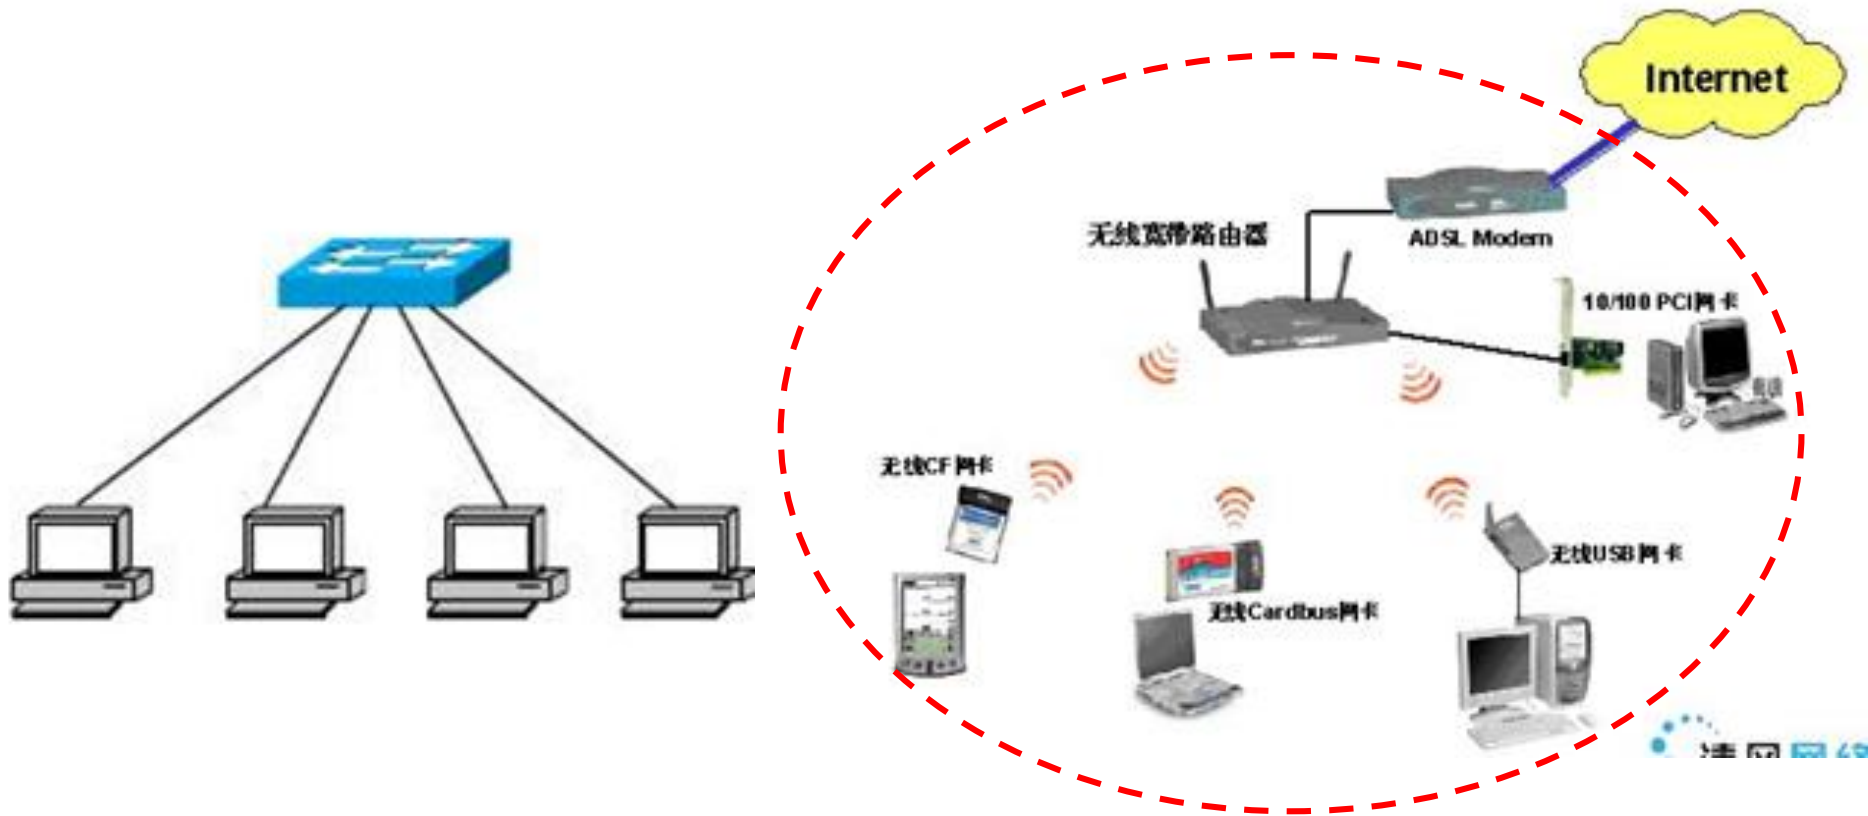 Internet
ADSL Modem
无线宽带路由器
10/100 PCI网卡
无线CF网卡
无线USB网卡
无线Cardbus网卡